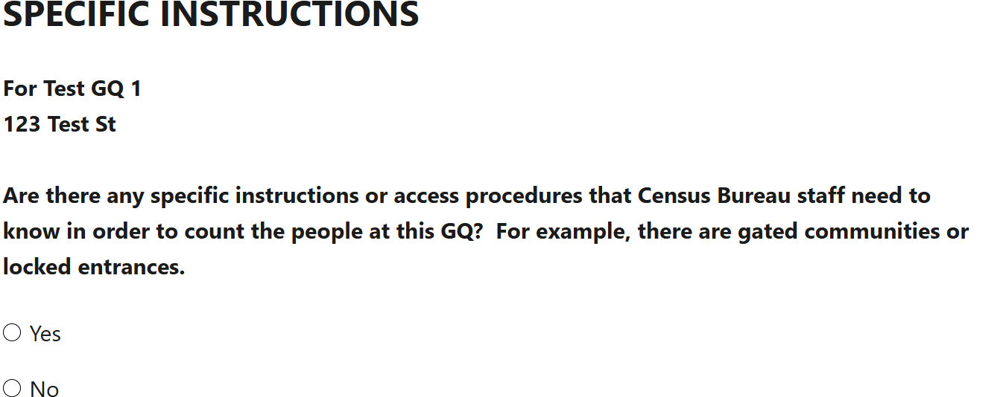 SPECIFIC INSTRUCTIONS
For Test GQ 1
123 Test St
Are there any specific instructions or access procedures that Census Bureau staff need to
know in order to count the people at this GQ?  For example, there are gated communities or
locked entrances.
Yes
No